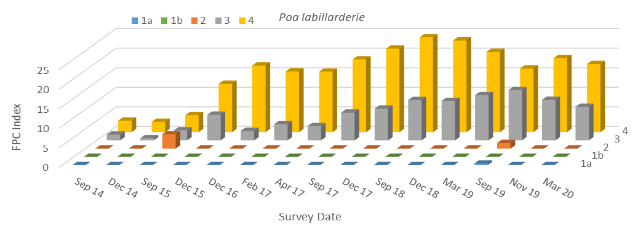 Poa labillarderie
1a 1b 2 3 4
FPC Index
25
20
15
10
5
0
4
3
2
1b
1a
Sep 14 Dec 14 Sep 15 Dec 15 Dec 16 Feb 17 Apr 17 Sep 17 Dec 17 Sep 18 Dec 18 Mar 19 Sep 19 Nov 19 Mar 20
Survey Date